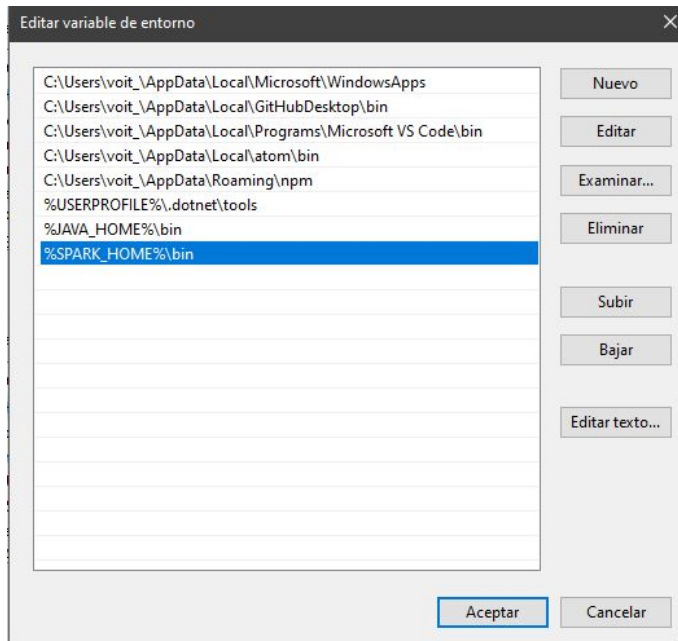 Editar variable de entorno
C:\Users\voit_\AppData\Local\Microsoft\WindowsApps
C:\Users\voit_\AppData\Local\GitHubDesktop\bin
C:\Users\voit_\AppData\Local\Programs\Microsoft VS Code\bin
C:\Users\voit_\AppData\Local\atom\bin
C:\Users\voit_\AppData\Roaming\npm
%USERPROFILE%\.dotnet\tools
%JAVA_HOME%\bin
%SPARK_HOME%\bin
Nuevo
Editar
Examinar...
Eliminar
Subir
Bajar
Editar texto...
Aceptar
Cancelar